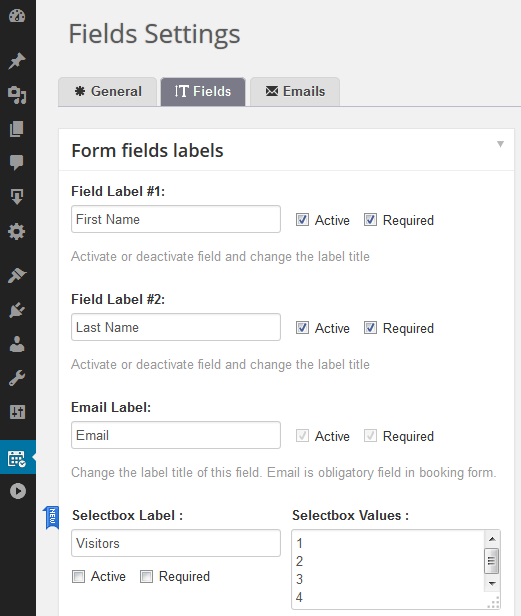 Fields Settings
General Fields Emails
Form fields labels
Field Label #1:
First Name Active Required
Activate or deactivate field and change the label title
Field Label #2:
Last Name Active Required
Activate or deactivate field and change the label title
Email Label:
Email Active Required
Change the label title of this field. Email is obligatory field in booking form.
NEW Selectbox Label : Selectbox Values :
Visitors 1
2
Active Required 3
4